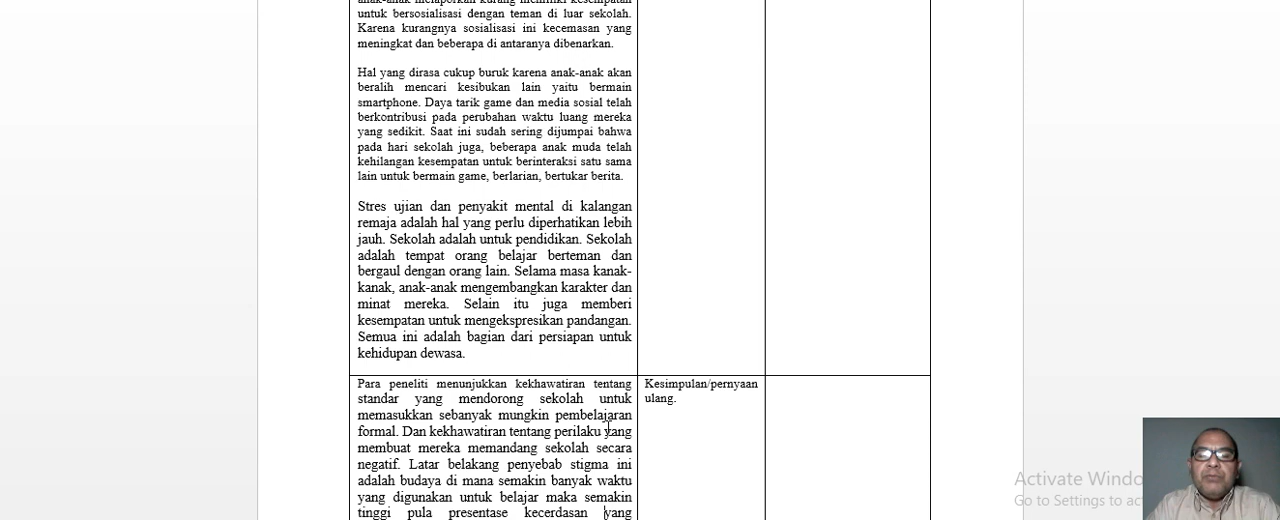 anak-anak melaporkan kurang memiliki kesempatan
untuk bersosialisasi dengan teman di luar sekolah.
Karena kurangnya sosialisasi ini kecemasan yang
meningkat dan beberapa di antaranya dibenarkan.
Hal yang dirasa cukup buruk karena anak-anak akan
beralih mencari kesibukan lain yaitu bermain
smartphone. Daya tarik game dan media sosial telah
berkontribusi pada perubahan waktu luang mereka
yang sedikit. Saat ini sudah sering dijumpai bahwa
pada hari sekolah juga, beberapa anak muda telah
kehilangan kesempatan untuk berinteraksi satu sama
lain untuk bermain game, berlarian, bertukar berita.
Stres ujian dan penyakit mental di kalangan
remaja adalah hal yang perlu diperhatikan lebih
jauh. Sekolah adalah untuk pendidikan. Sekolah
adalah tempat orang belajar berteman dan
bergaul dengan orang lain. Selama masa kanak-
kanak, anak-anak mengembangkan karakter dan
minat mereka. Selain itu juga memberi
kesempatan untuk mengekspresikan pandangan.
Semua ini adalah bagian dari persiapan untuk
kehidupan dewasa.
Para peneliti menunjukkan kekhawatiran tentang
standar yang mendorong sekolah untuk
memasukkan sebanyak mungkin pembelajaran
formal. Dan kekhawatiran tentang perilaku yang
membuat mereka memandang sekolah secara
negatif. Latar belakang penyebab stigma ini
adalah budaya di mana semakin banyak waktu
yang digunakan untuk belajar maka semakin
tinggi pula presentase kecerdasan yang
Kesimpulan/pernyaan
ulang.
Activate Windo
Go to Settings to act